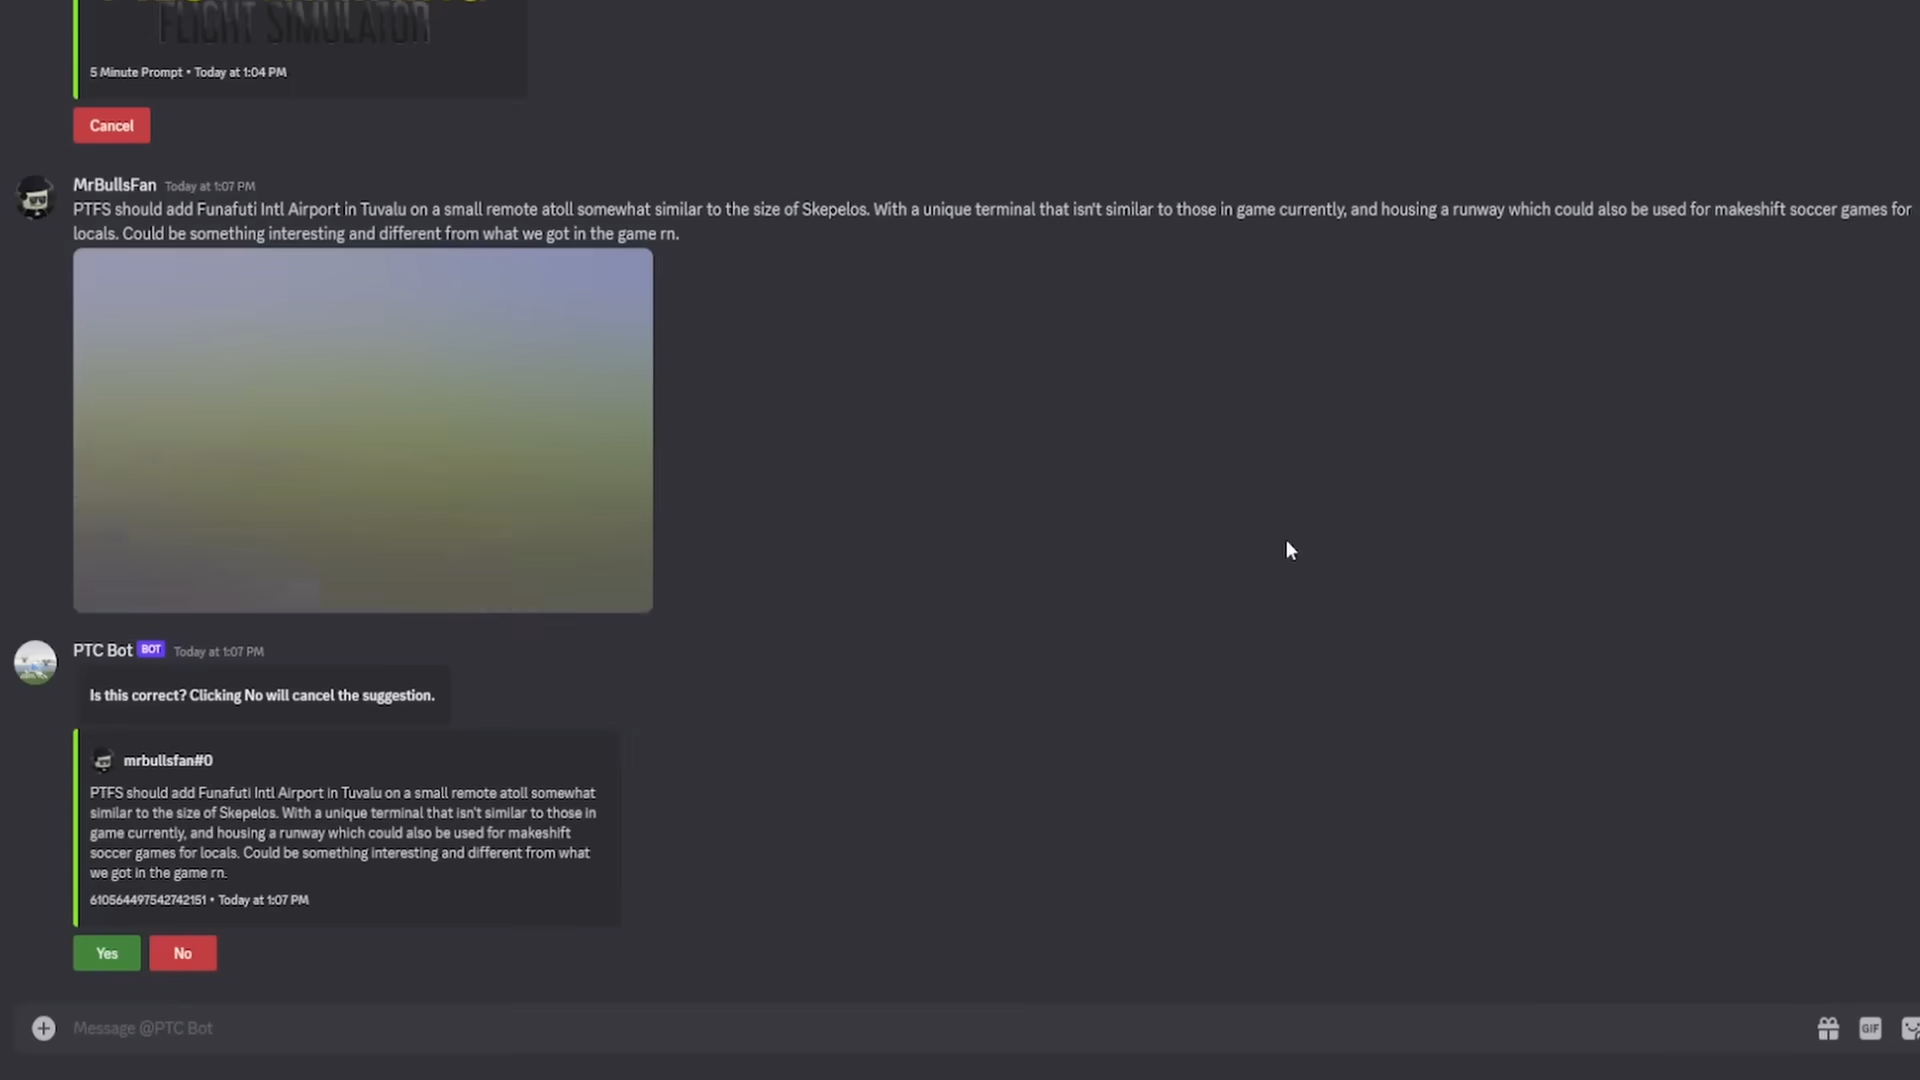 FLIGHT SIMULATOR
5 Minute Prompt • Today at 1:04 PM
Cancel
MrBullsFan Today at 1:07 PM
PTFS should add Funafuti Intl Airport in Tuvalu on a small remote atoll somewhat similar to the size of Skepelos. With a unique terminal that isn't similar to those in game currently, and housing a runway which could also be used for makeshift soccer games for
locals. Could be something interesting and different from what we got in the game rn.
PTC Bot BOT Today at 1:07 PM
Is this correct? Clicking No will cancel the suggestion.
mrbullsfan#0
PTFS should add Funafuti Intl Airport in Tuvalu on a small remote atoll somewhat
similar to the size of Skepelos. With a unique terminal that isn't similar to those in
game currently, and housing a runway which could also be used for makeshift
soccer games for locals. Could be something interesting and different from what
we got in the game rn.
610564497542742151 • Today at 1:07 PM
Yes No
Message @PTC Bot
GIF